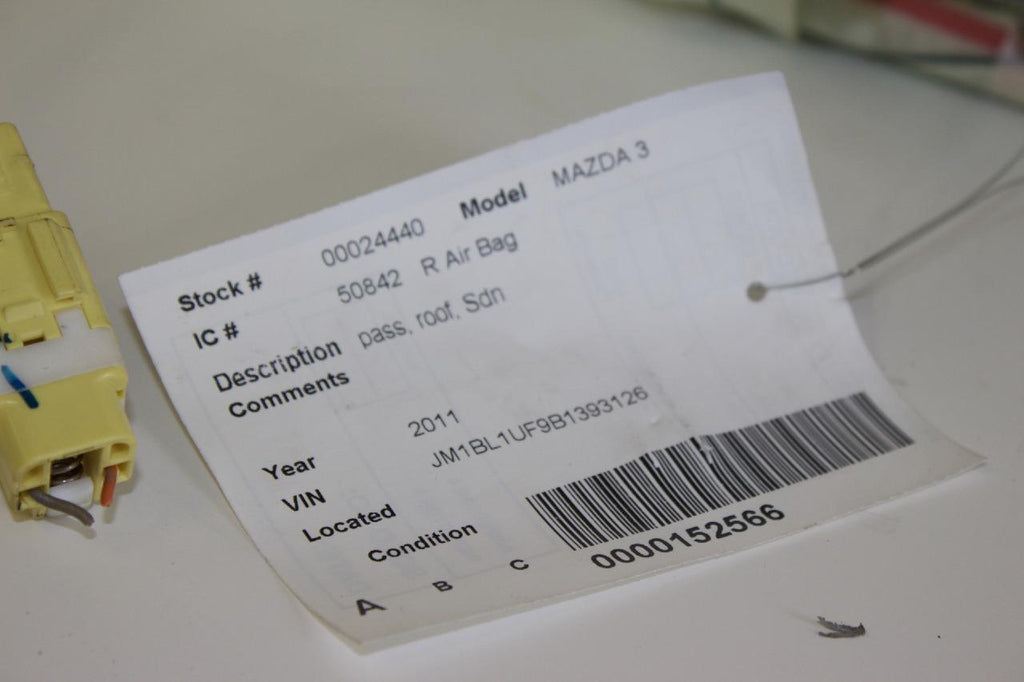 Stock # 00024440 Model MAZDA 3
IC # 50842 R Air Bag
Description pass, roof, Sdn
Comments
Year 2011
VIN JM1BL1UF9B1393126
Located
Condition
A B C
0000152566